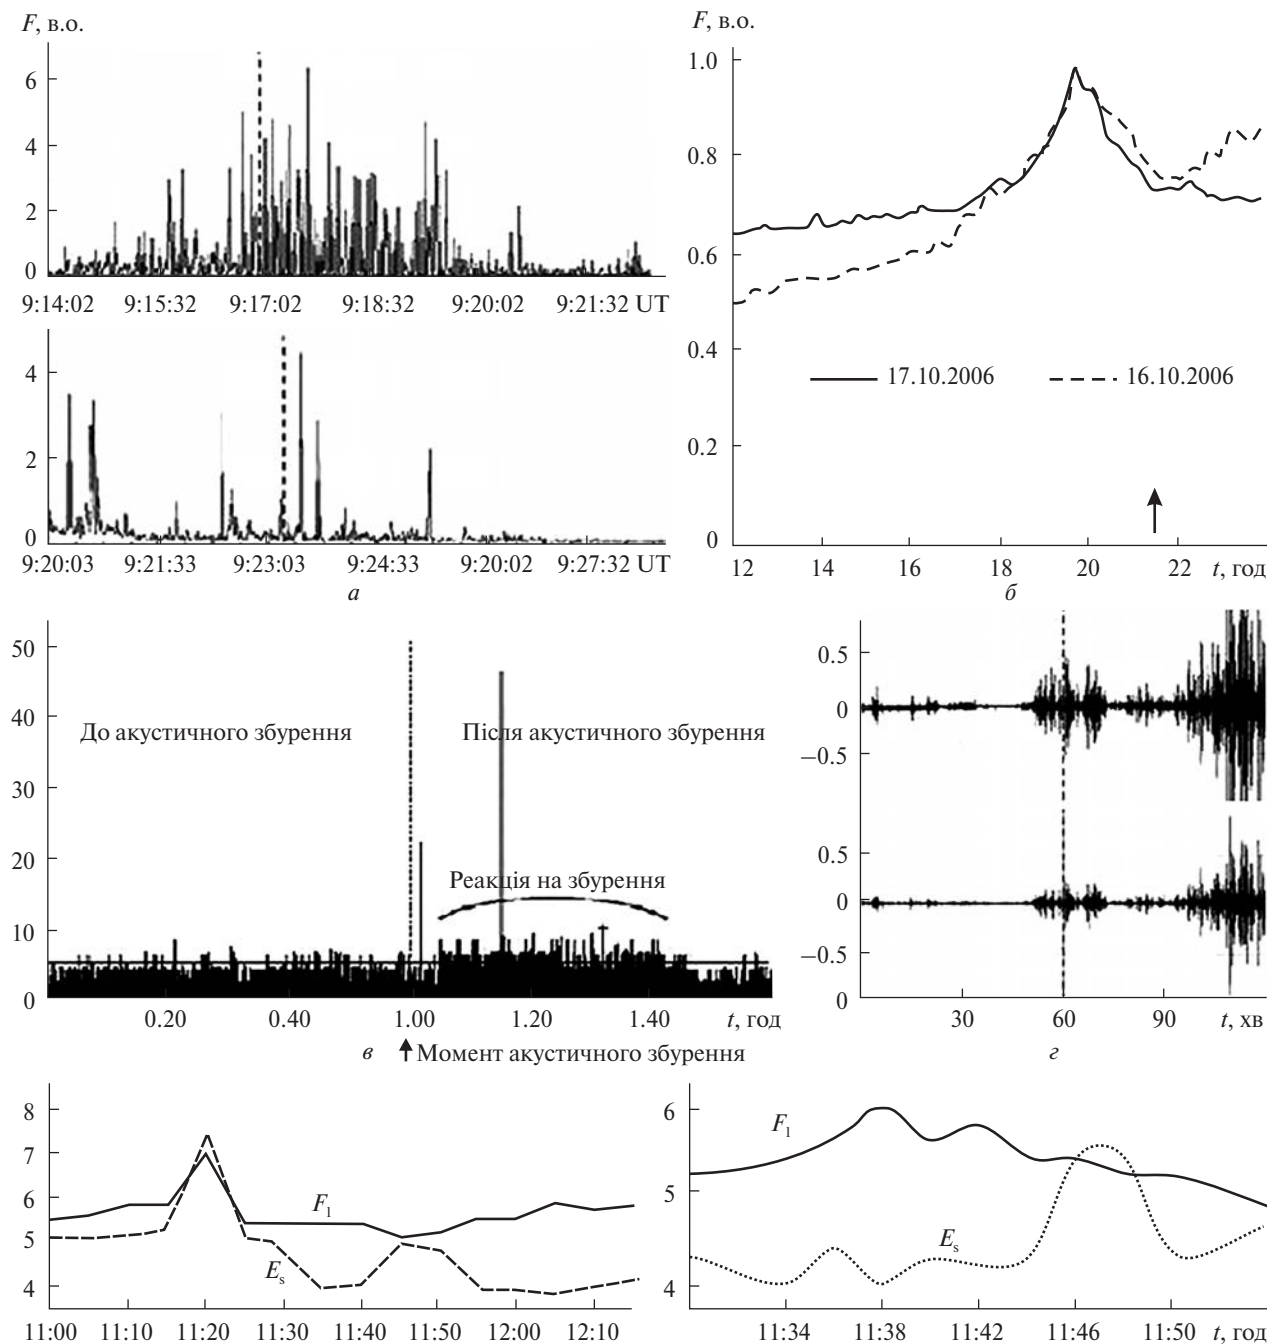 F, в.о.
6
4
2
0
9:14:02 9:15:32 9:17:02 9:18:32 9:20:02 9:21:32 UT
4
2
0
9:20:03 9:21:33 9:23:03 9:24:33 9:20:02 9:27:32 UT
а
F, в.о.
1.0
0.8
0.6
0.4
17.10.2006 16.10.2006
0.2
0
12 14 16 18 20 22 t, год
б
50
40
До акустичного збурення Після акустичного збурення
30
20
Реакція на збурення
10
0
0.20 0.40 1.00 1.20 1.40 t, год
в Момент акустичного збурення
0.5
0
−0.5
0.5
0
−0.5
0
30 60 90 t, хв
г
8
7
6
5
4
F₁
Eₛ
11:00 11:10 11:20 11:30 11:40 11:50 12:00 12:10
6
5
4
F₁
Eₛ
11:34 11:38 11:42 11:46 11:50 t, год